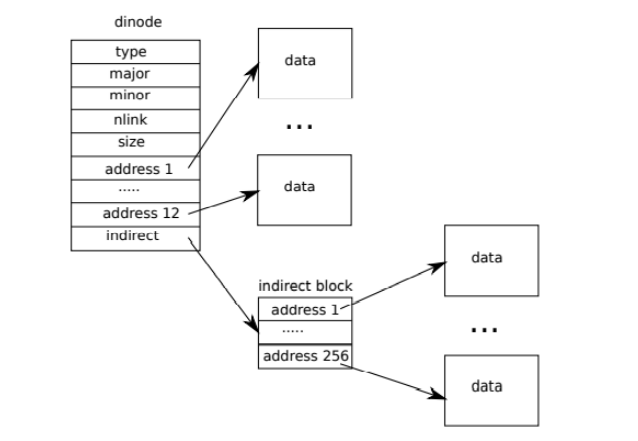 dinode
type
major
minor
nlink
size
address 1
.....
address 12
indirect
data
...
data
indirect block
address 1
.....
address 256
data
...
data